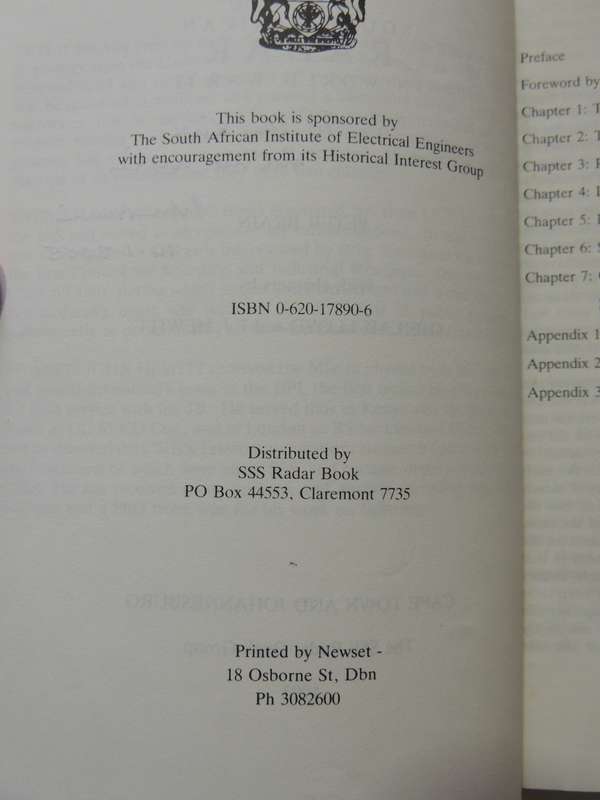 This book is sponsored by
The South African Institute of Electrical Engineers
with encouragement from its Historical Interest Group
ISBN 0-620-17890-6
Distributed by
SSS Radar Book
PO Box 44553, Claremont 7735
Printed by Newset -
18 Osborne St, Dbn
Ph 3082600
Preface
Foreword by
Chapter 1:
Chapter 2:
Chapter 3:
Chapter 4:
Chapter 5:
Chapter 6:
Chapter 7:
Appendix 1
Appendix 2
Appendix 3